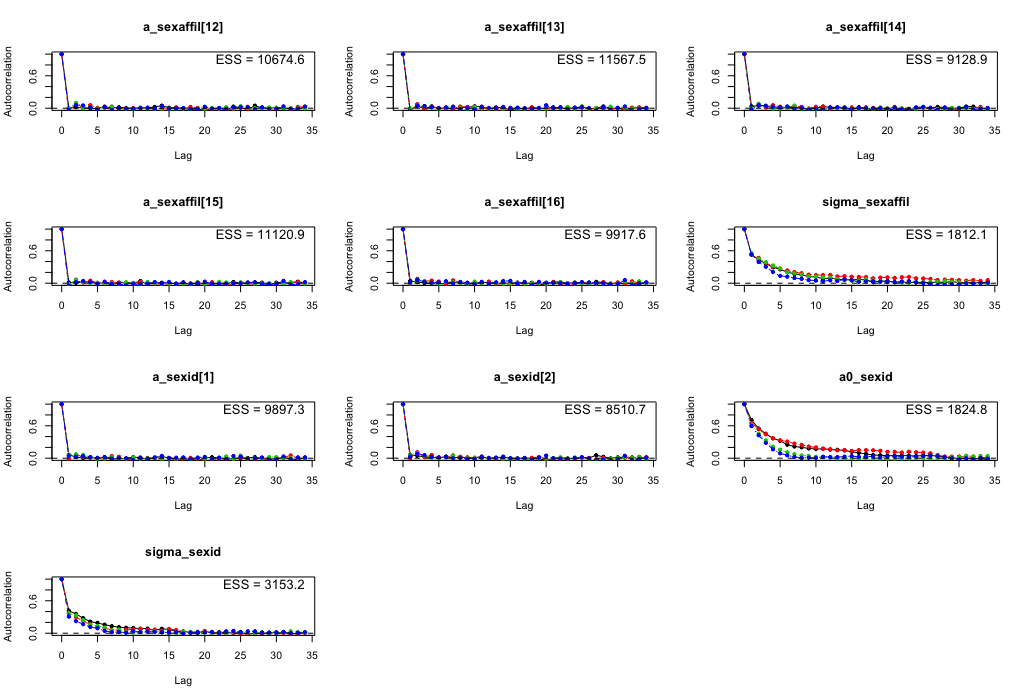 a_sexaffil[12]
Autocorrelation
0.0 0.6
ESS = 10674.6
0 5 10 15 20 25 30 35
Lag
a_sexaffil[13]
Autocorrelation
0.0 0.6
ESS = 11567.5
0 5 10 15 20 25 30 35
Lag
a_sexaffil[14]
Autocorrelation
0.0 0.6
ESS = 9128.9
0 5 10 15 20 25 30 35
Lag
a_sexaffil[15]
Autocorrelation
0.0 0.6
ESS = 11120.9
0 5 10 15 20 25 30 35
Lag
a_sexaffil[16]
Autocorrelation
0.0 0.6
ESS = 9917.6
0 5 10 15 20 25 30 35
Lag
sigma_sexaffil
Autocorrelation
0.0 0.6
ESS = 1812.1
0 5 10 15 20 25 30 35
Lag
a_sexid[1]
Autocorrelation
0.0 0.6
ESS = 9897.3
0 5 10 15 20 25 30 35
Lag
a_sexid[2]
Autocorrelation
0.0 0.6
ESS = 8510.7
0 5 10 15 20 25 30 35
Lag
a0_sexid
Autocorrelation
0.0 0.6
ESS = 1824.8
0 5 10 15 20 25 30 35
Lag
sigma_sexid
Autocorrelation
0.0 0.6
ESS = 3153.2
0 5 10 15 20 25 30 35
Lag